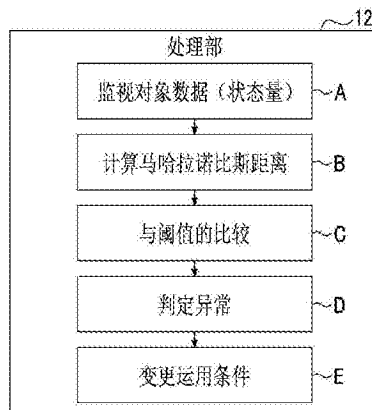 12
处理部
监视对象数据（状态量） A
计算马哈拉诺比斯距离 B
与阈值的比较 C
判定异常 D
变更运用条件 E